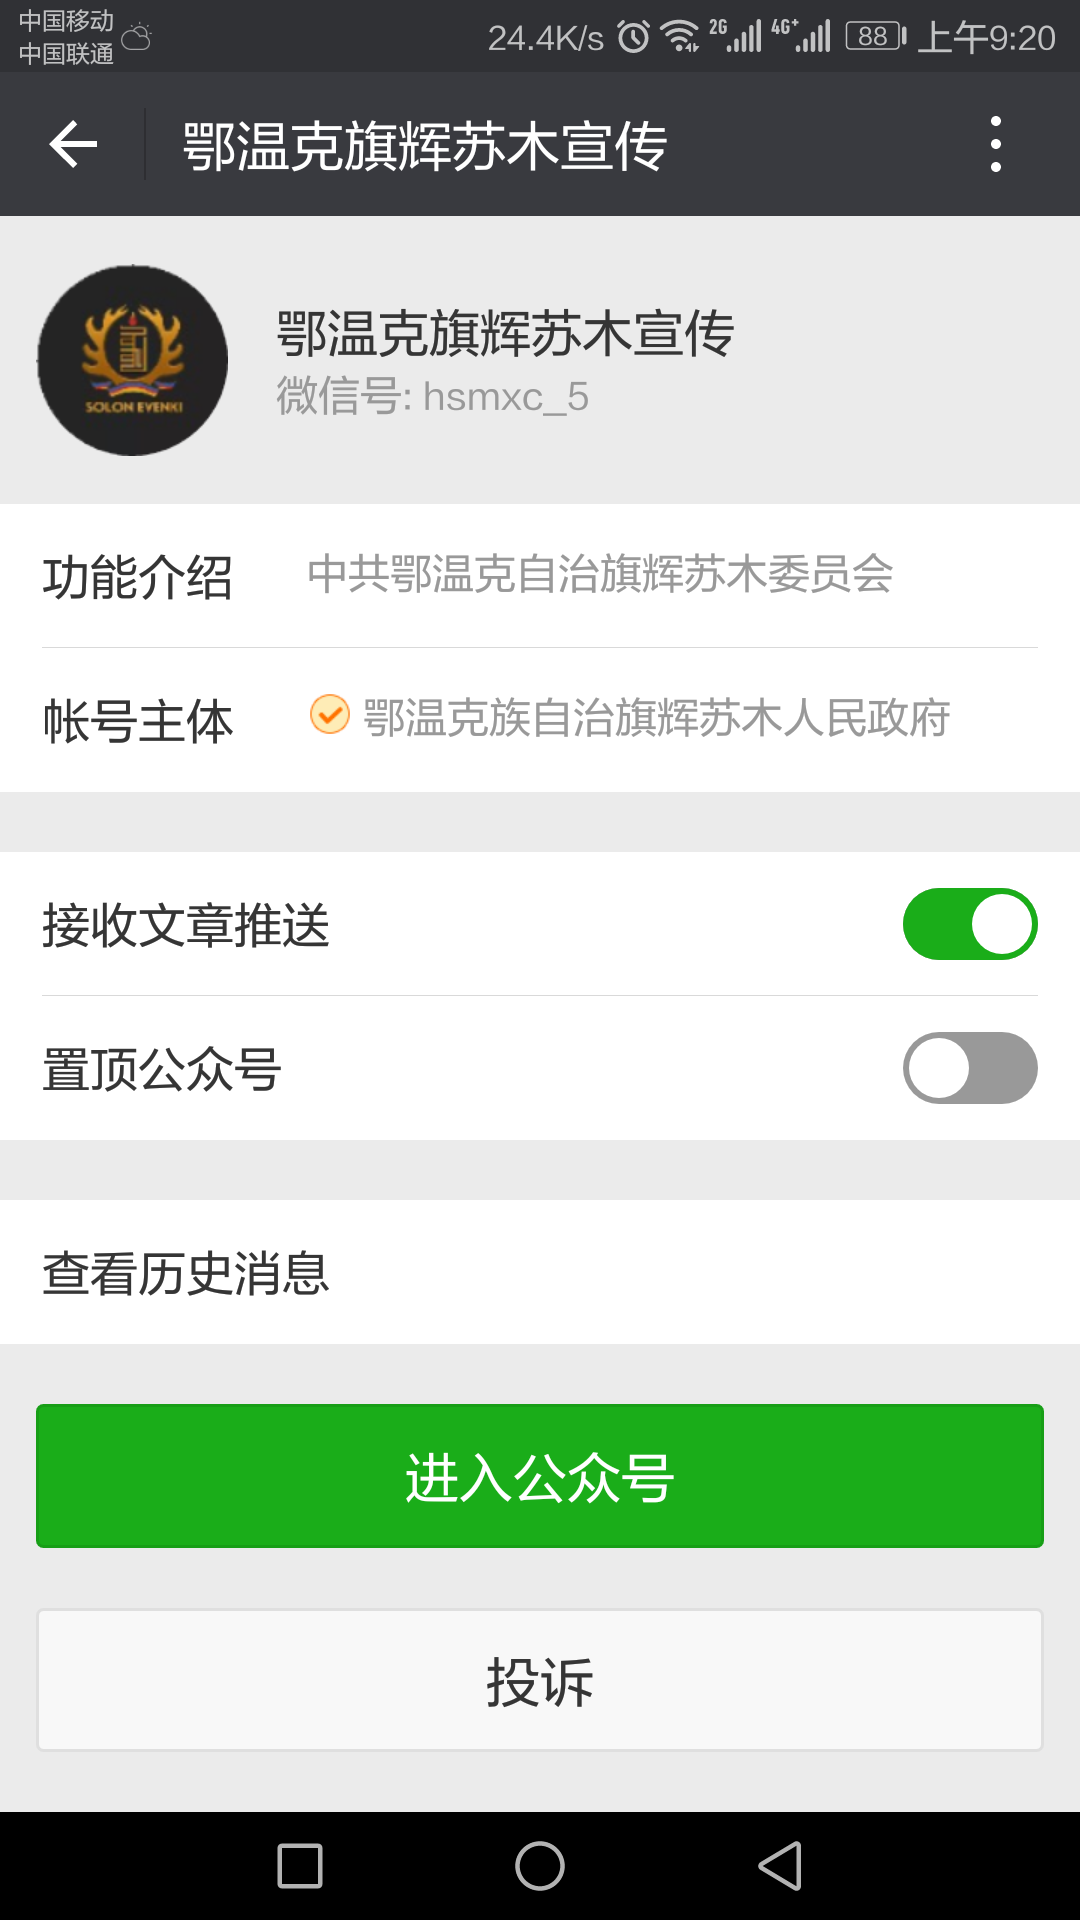 中国移动
中国联通
24.4K/s 2G 4G+ 88 上午9:20
鄂温克旗辉苏木宣传
SOLON EVENKI
鄂温克旗辉苏木宣传
微信号: hsmxc_5
功能介绍 中共鄂温克自治旗辉苏木委员会
帐号主体 鄂温克族自治旗辉苏木人民政府
接收文章推送
置顶公众号
查看历史消息
进入公众号
投诉